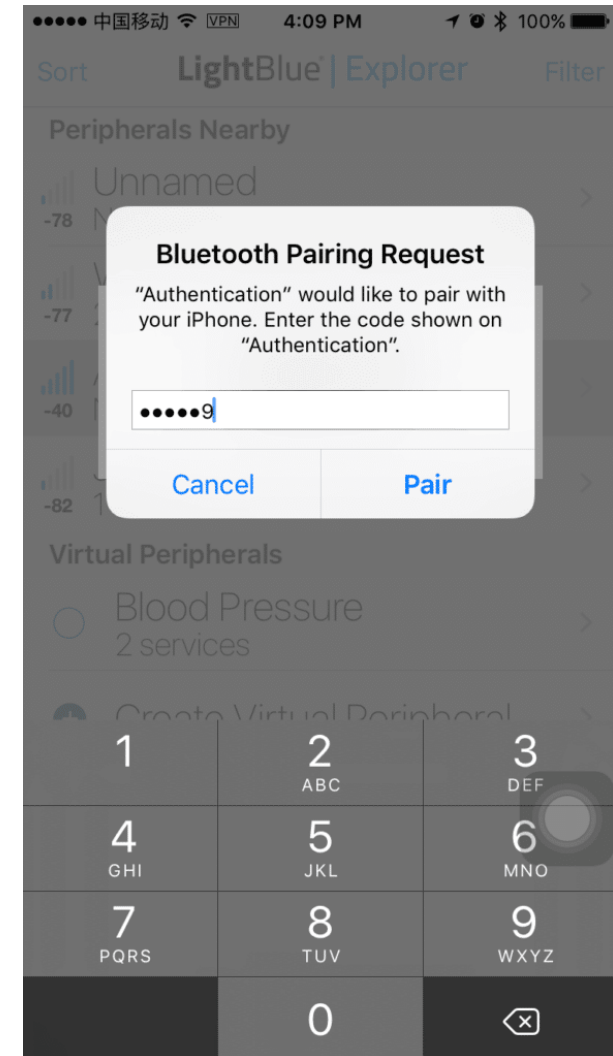 ●●●●● 中国移动 VPN 4:09 PM 100%
Sort LightBlue® | Explorer Filter
Peripherals Nearby
Unnamed
-78 N
-77
-40
-82
Bluetooth Pairing Request
“Authentication” would like to pair with
your iPhone. Enter the code shown on
“Authentication”.
●●●●●9
Cancel Pair
Virtual Peripherals
Blood Pressure
2 services
Create Virtual Peripheral
1 2 3
ABC DEF
4 5 6
GHI JKL MNO
7 8 9
PQRS TUV WXYZ
0